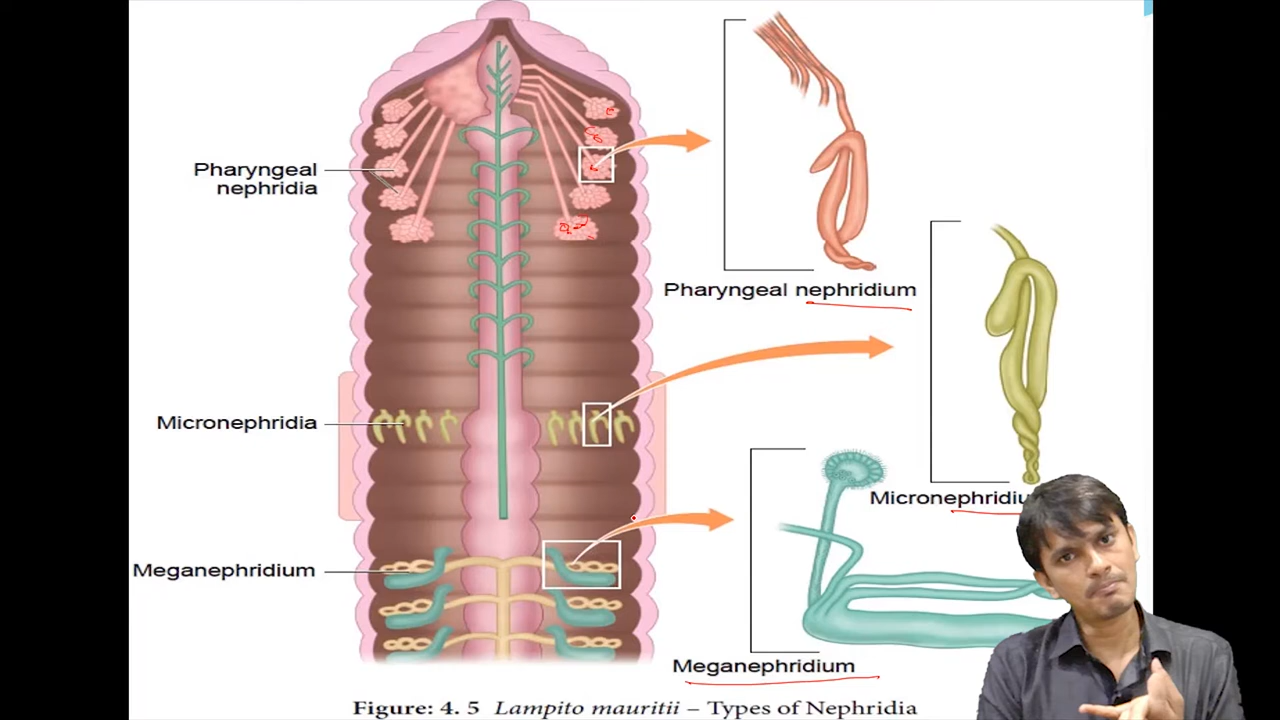 Pharyngeal
nephridia
Pharyngeal nephridium
Micronephridia
Meganephridium
Meganephridium
Figure: 4. 5 Lampito mauritii – Types of Nephridia